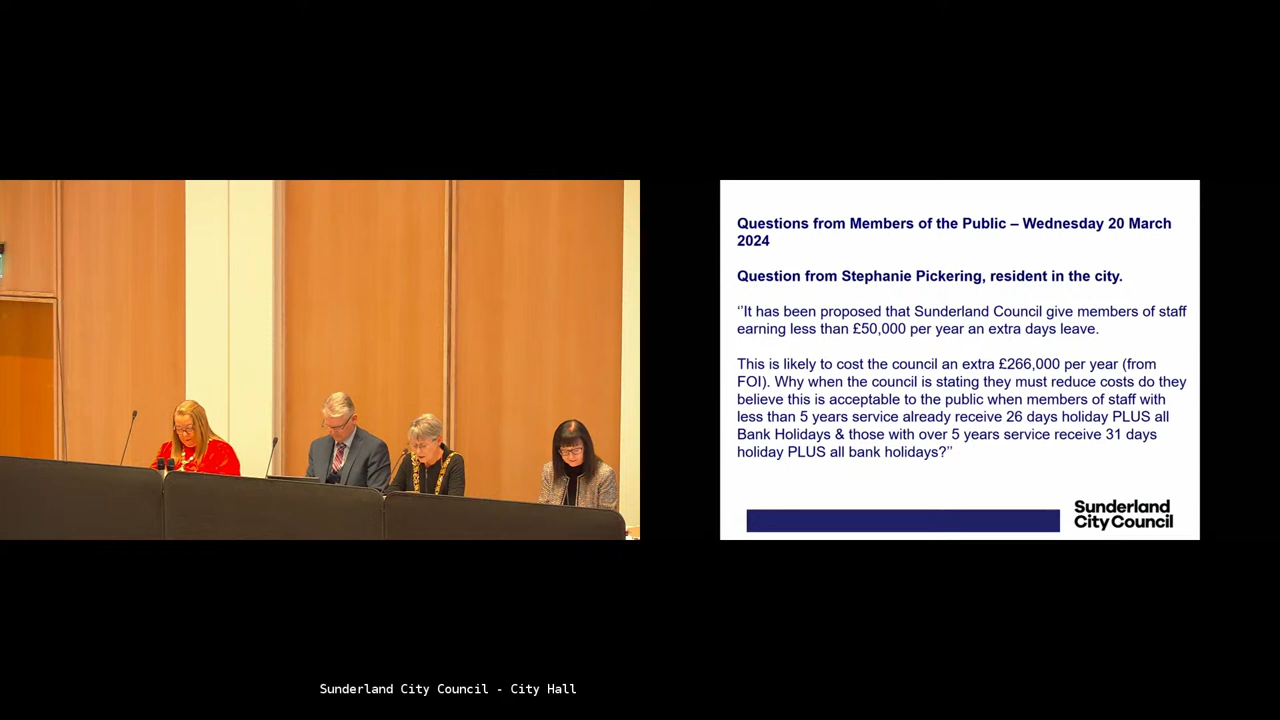 Questions from Members of the Public – Wednesday 20 March
2024
Question from Stephanie Pickering, resident in the city.
‘'It has been proposed that Sunderland Council give members of staff
earning less than £50,000 per year an extra days leave.
This is likely to cost the council an extra £266,000 per year (from
FOI). Why when the council is stating they must reduce costs do they
believe this is acceptable to the public when members of staff with
less than 5 years service already receive 26 days holiday PLUS all
Bank Holidays & those with over 5 years service receive 31 days
holiday PLUS all bank holidays?’’
Sunderland
City Council
Sunderland City Council - City Hall